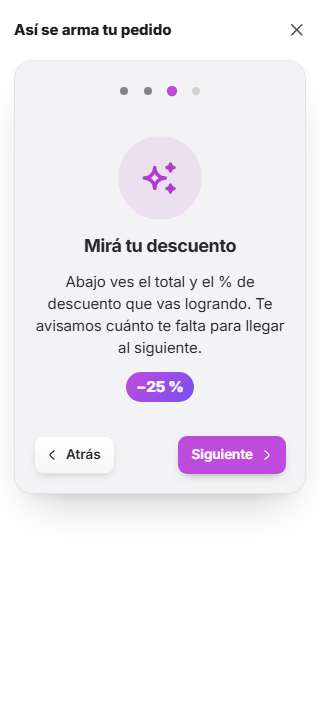 Así se arma tu pedido
Mirá tu descuento
Abajo ves el total y el % de
descuento que vas logrando. Te
avisamos cuánto te falta para llegar
al siguiente.
−25 %
Atrás
Siguiente